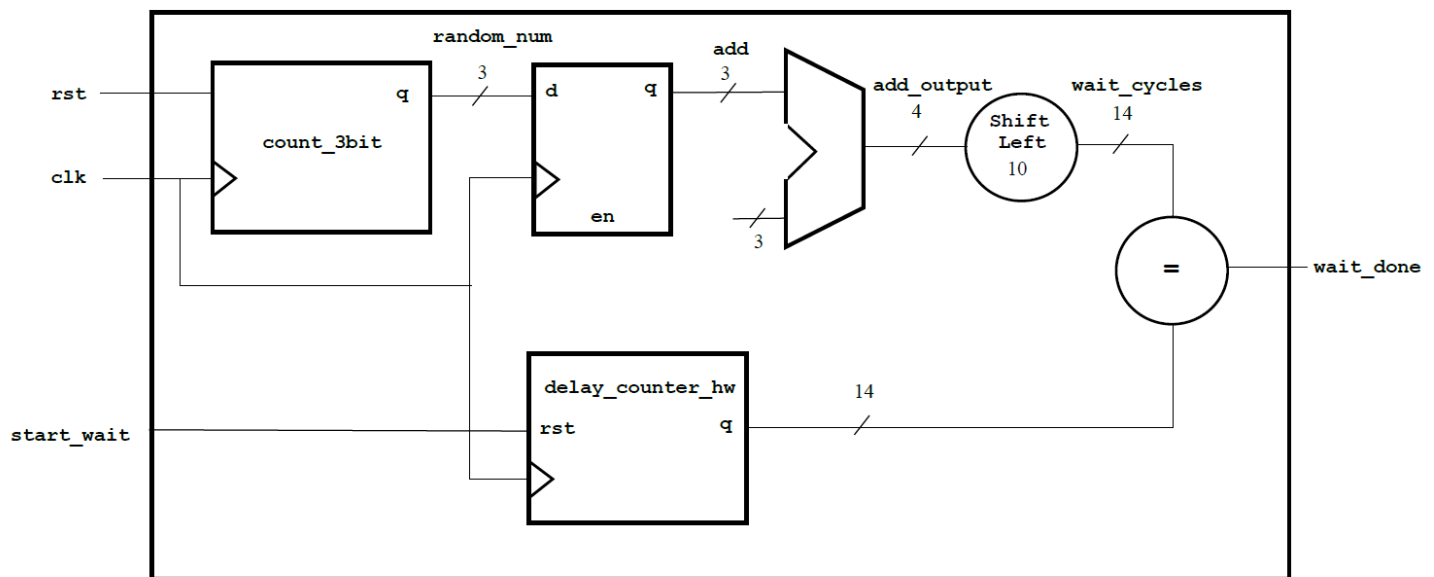 random_num
add
rst
q
3
d
q
3
add_output
wait_cycles
4
14
count_3bit
Shift
Left
10
clk
en
3
=
wait_done
delay_counter_hw
14
start_wait
rst
q